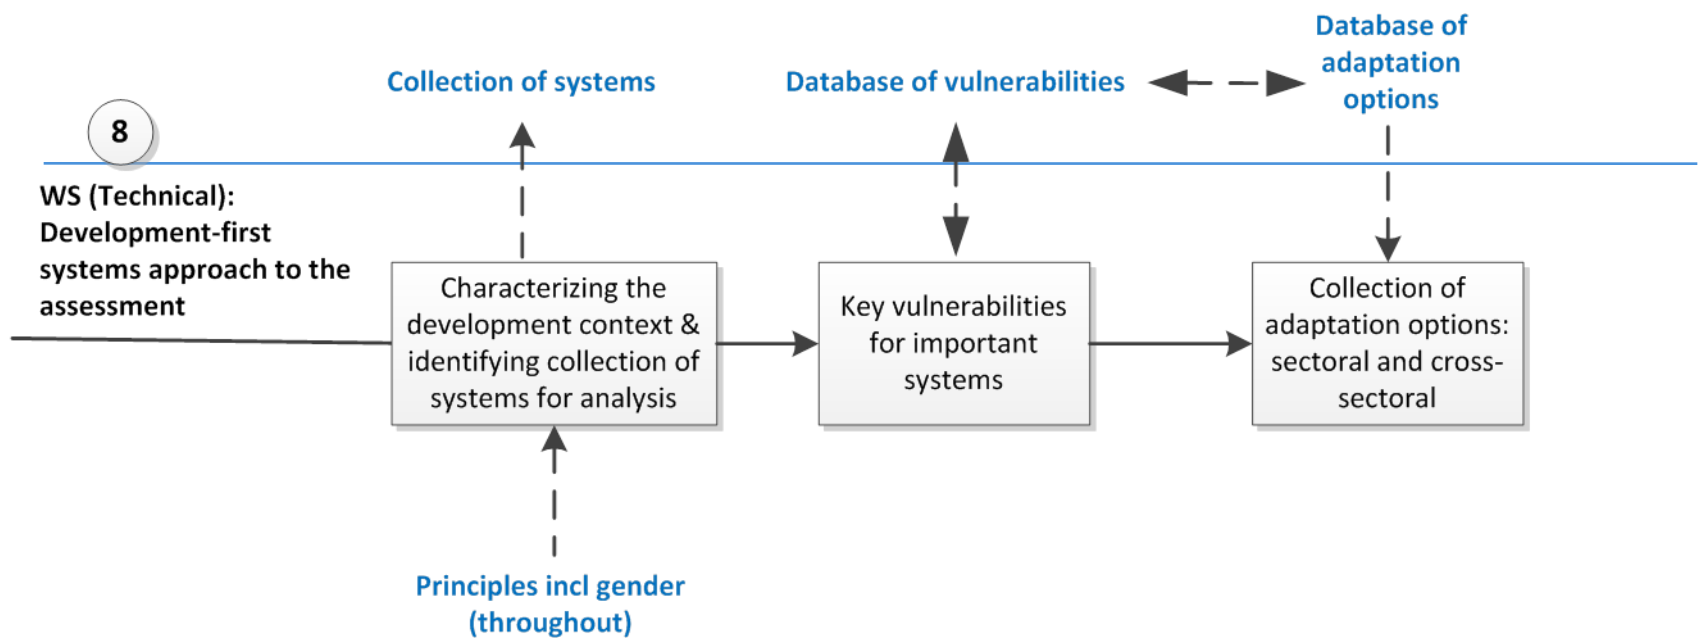 Collection of systems
Database of vulnerabilities
Database of
adaptation
options
8
WS (Technical):
Development-first
systems approach to the
assessment
Characterizing the
development context &
identifying collection of
systems for analysis
Key vulnerabilities
for important
systems
Collection of
adaptation options:
sectoral and cross-
sectoral
Principles incl gender
(throughout)